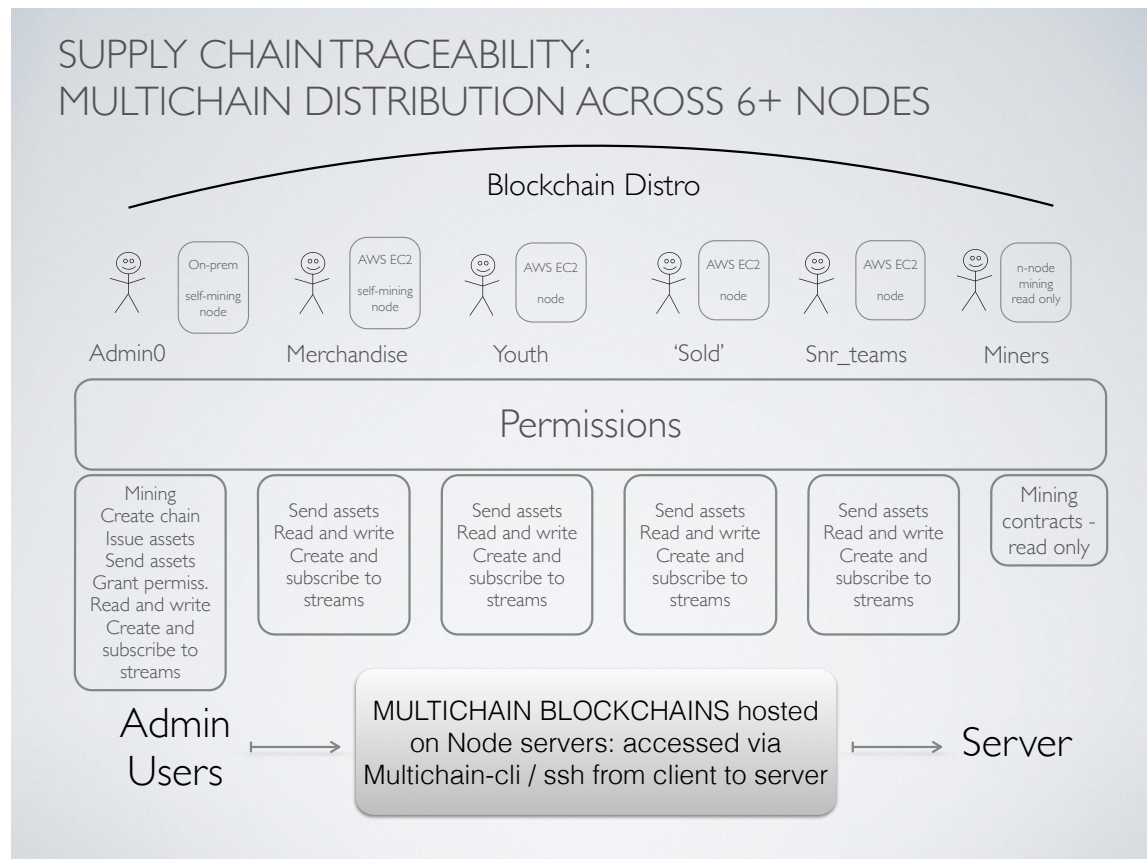 SUPPLY CHAIN TRACEABILITY:
MULTICHAIN DISTRIBUTION ACROSS 6+ NODES
Blockchain Distro
On-prem
self-mining
node
AWS EC2
self-mining
node
AWS EC2
node
AWS EC2
node
AWS EC2
node
n-node
mining
read only
Admin0
Merchandise
Youth
‘Sold’
Snr_teams
Miners
Permissions
Mining
Create chain
Issue assets
Send assets
Grant permiss.
Read and write
Create and
subscribe to
streams
Send assets
Read and write
Create and
subscribe to
streams
Send assets
Read and write
Create and
subscribe to
streams
Send assets
Read and write
Create and
subscribe to
streams
Send assets
Read and write
Create and
subscribe to
streams
Mining
contracts -
read only
Admin
Users
MULTICHAIN BLOCKCHAINS hosted
on Node servers: accessed via
Multichain-cli / ssh from client to server
Server